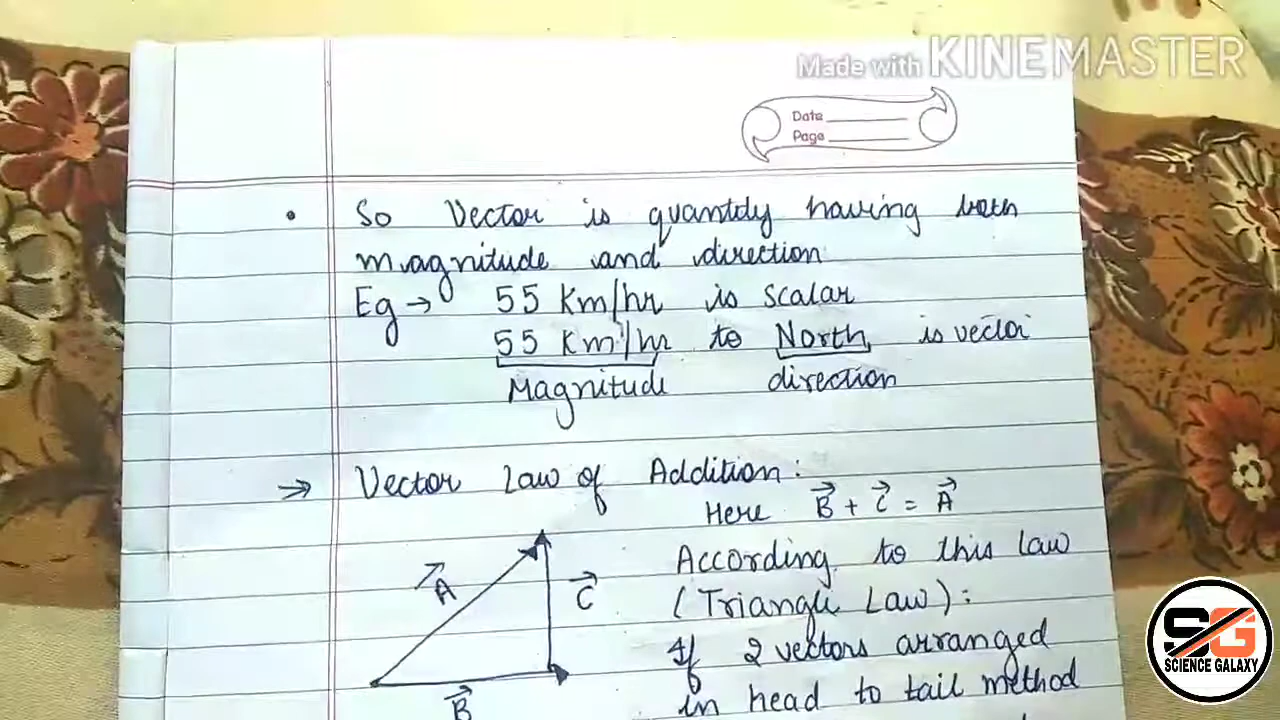 Made with KINEMASTER
Date
Page
• So Vector is quantity having both
magnitude and direction
Eg → 55 Km/hr is scalar
55 Km/hr to North is vector
Magnitude direction
→ Vector Law of Addition:
Here B⃗ + C⃗ = A⃗
According to this law
(Triangle Law):
If 2 vectors arranged
in head to tail method
A⃗
C⃗
B⃗
SG
SCIENCE GALAXY